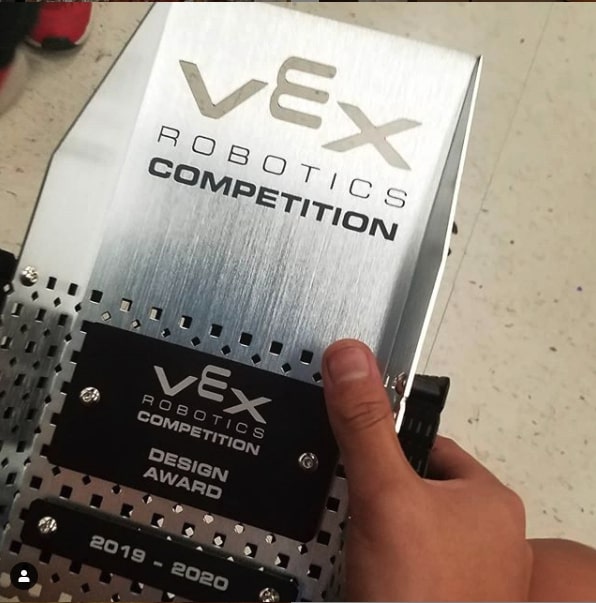 VEX
ROBOTICS
COMPETITION
VEX
ROBOTICS
COMPETITION
DESIGN
AWARD
2019 - 2020